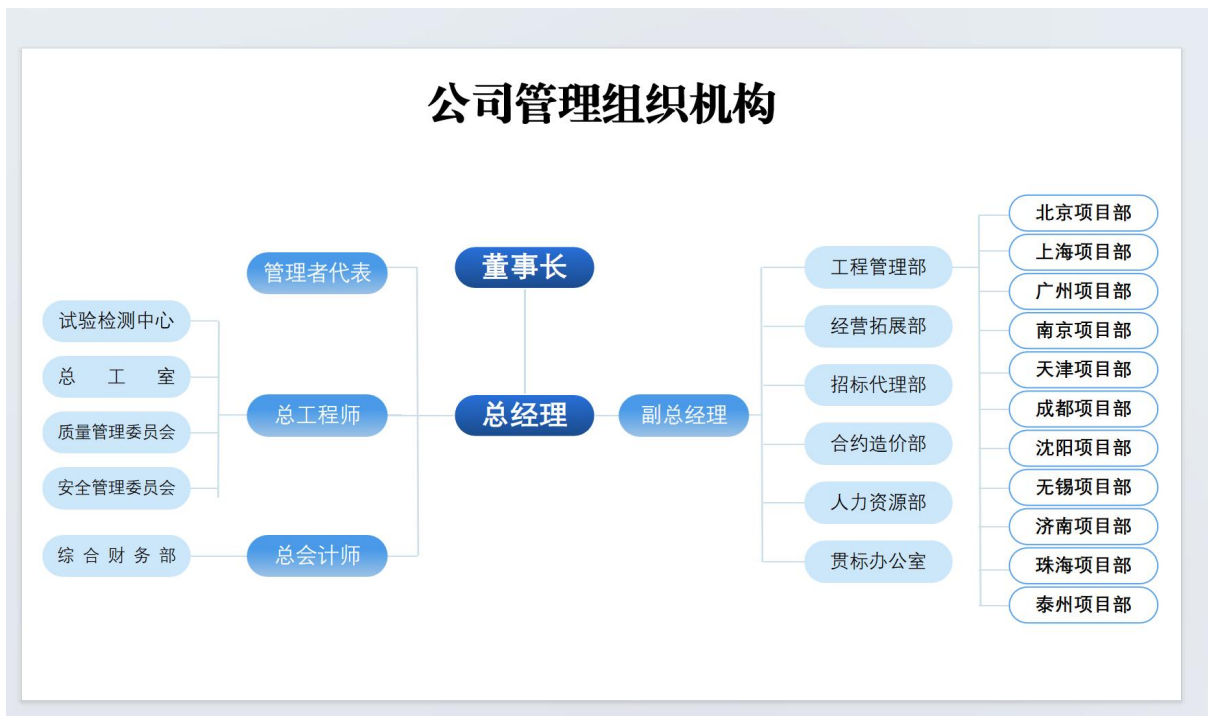 公司管理组织机构
董事长
总经理
管理者代表
总工程师
总会计师
试验检测中心
总工室
质量管理委员会
安全管理委员会
综合财务部
副总经理
工程管理部
经营拓展部
招标代理部
合约造价部
人力资源部
贯标办公室
北京项目部
上海项目部
广州项目部
南京项目部
天津项目部
成都项目部
沈阳项目部
无锡项目部
济南项目部
珠海项目部
泰州项目部